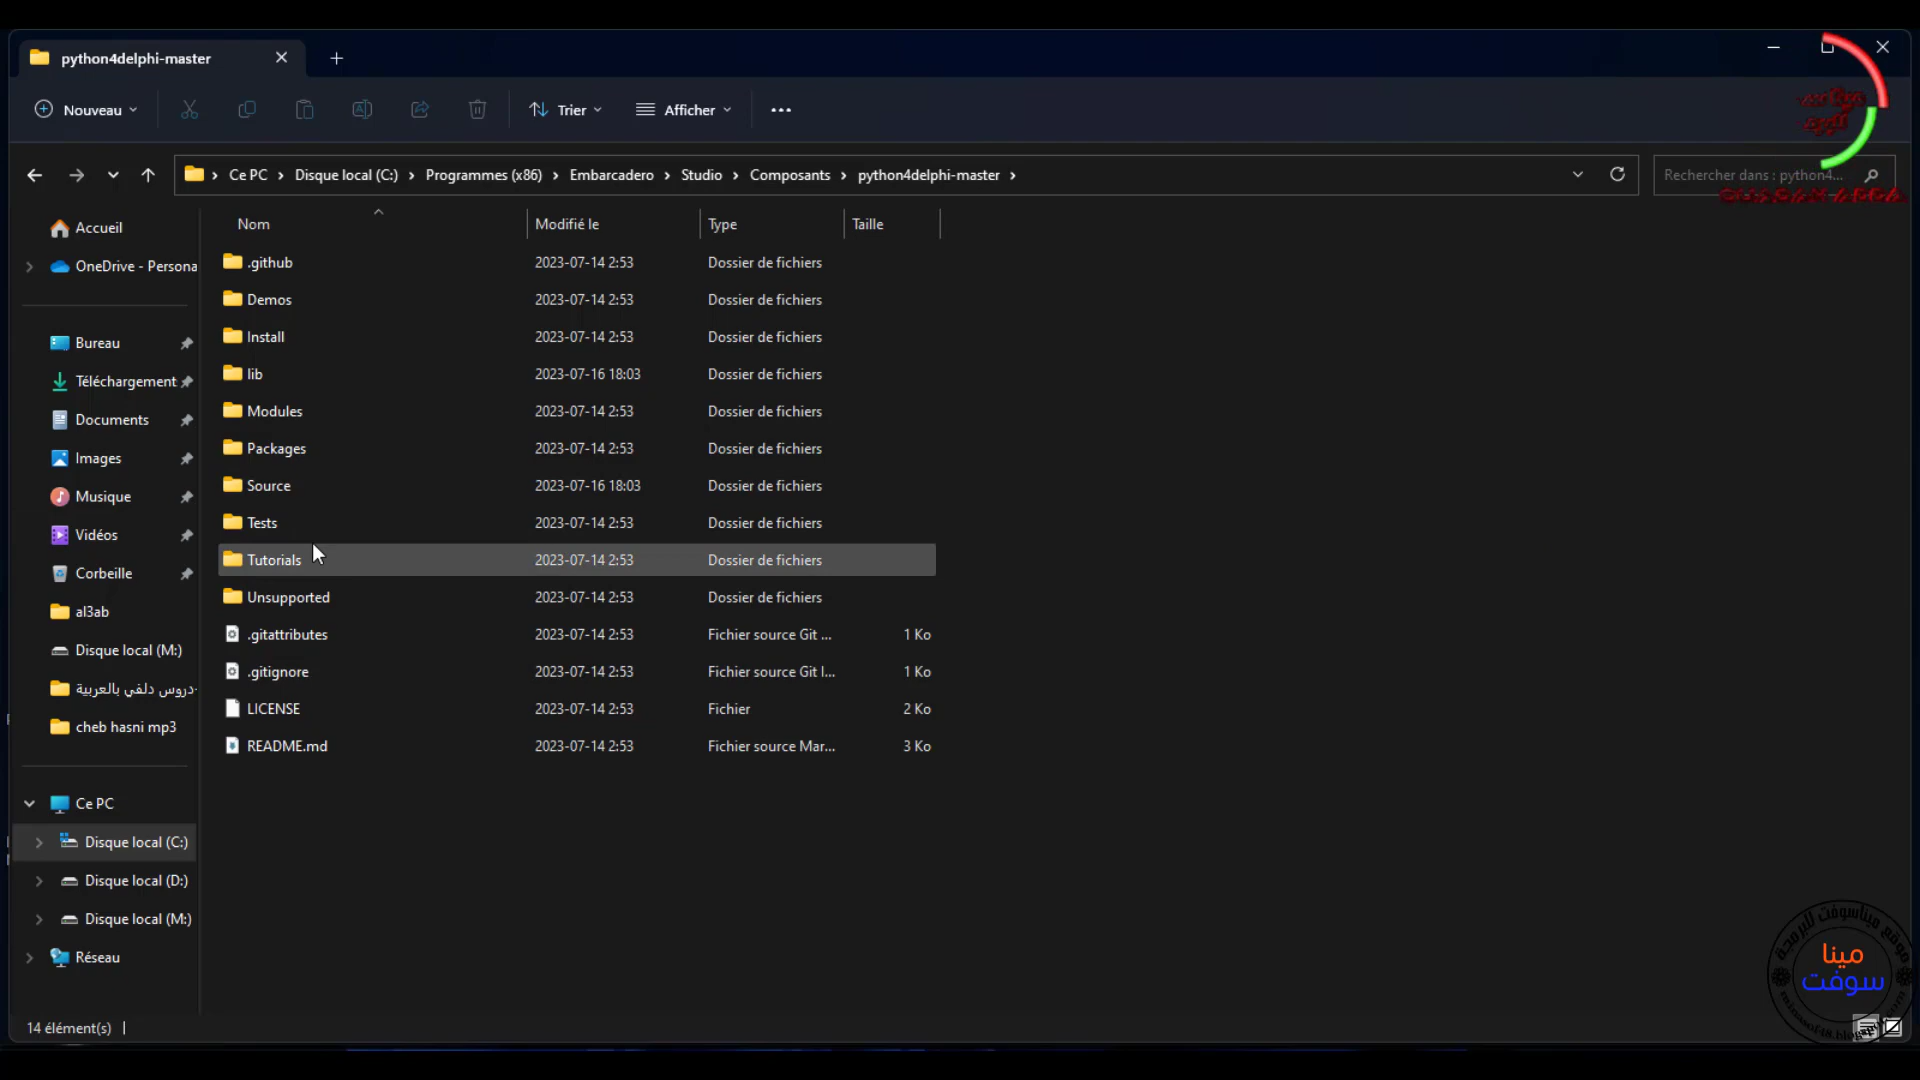 python4delphi-master
Nouveau
Trier
Afficher
Ce PC
Disque local (C:)
Programmes (x86)
Embarcadero
Studio
Composants
python4delphi-master
Rechercher dans : python4...
Accueil
OneDrive - Persona
Bureau
Téléchargement
Documents
Images
Musique
Vidéos
Corbeille
al3ab
Disque local (M:)
دروس دلفي بالعربية-
cheb hasni mp3
Ce PC
Disque local (C:)
Disque local (D:)
Disque local (M:)
Réseau
Nom Modifié le Type Taille
.github 2023-07-14 2:53 Dossier de fichiers
Demos 2023-07-14 2:53 Dossier de fichiers
Install 2023-07-14 2:53 Dossier de fichiers
lib 2023-07-16 18:03 Dossier de fichiers
Modules 2023-07-14 2:53 Dossier de fichiers
Packages 2023-07-14 2:53 Dossier de fichiers
Source 2023-07-16 18:03 Dossier de fichiers
Tests 2023-07-14 2:53 Dossier de fichiers
Tutorials 2023-07-14 2:53 Dossier de fichiers
Unsupported 2023-07-14 2:53 Dossier de fichiers
.gitattributes 2023-07-14 2:53 Fichier source Git ... 1 Ko
.gitignore 2023-07-14 2:53 Fichier source Git I... 1 Ko
LICENSE 2023-07-14 2:53 Fichier 2 Ko
README.md 2023-07-14 2:53 Fichier source Mar... 3 Ko
14 élément(s)
موقع ميناسوفت للبرمجة
مينا
سوفت